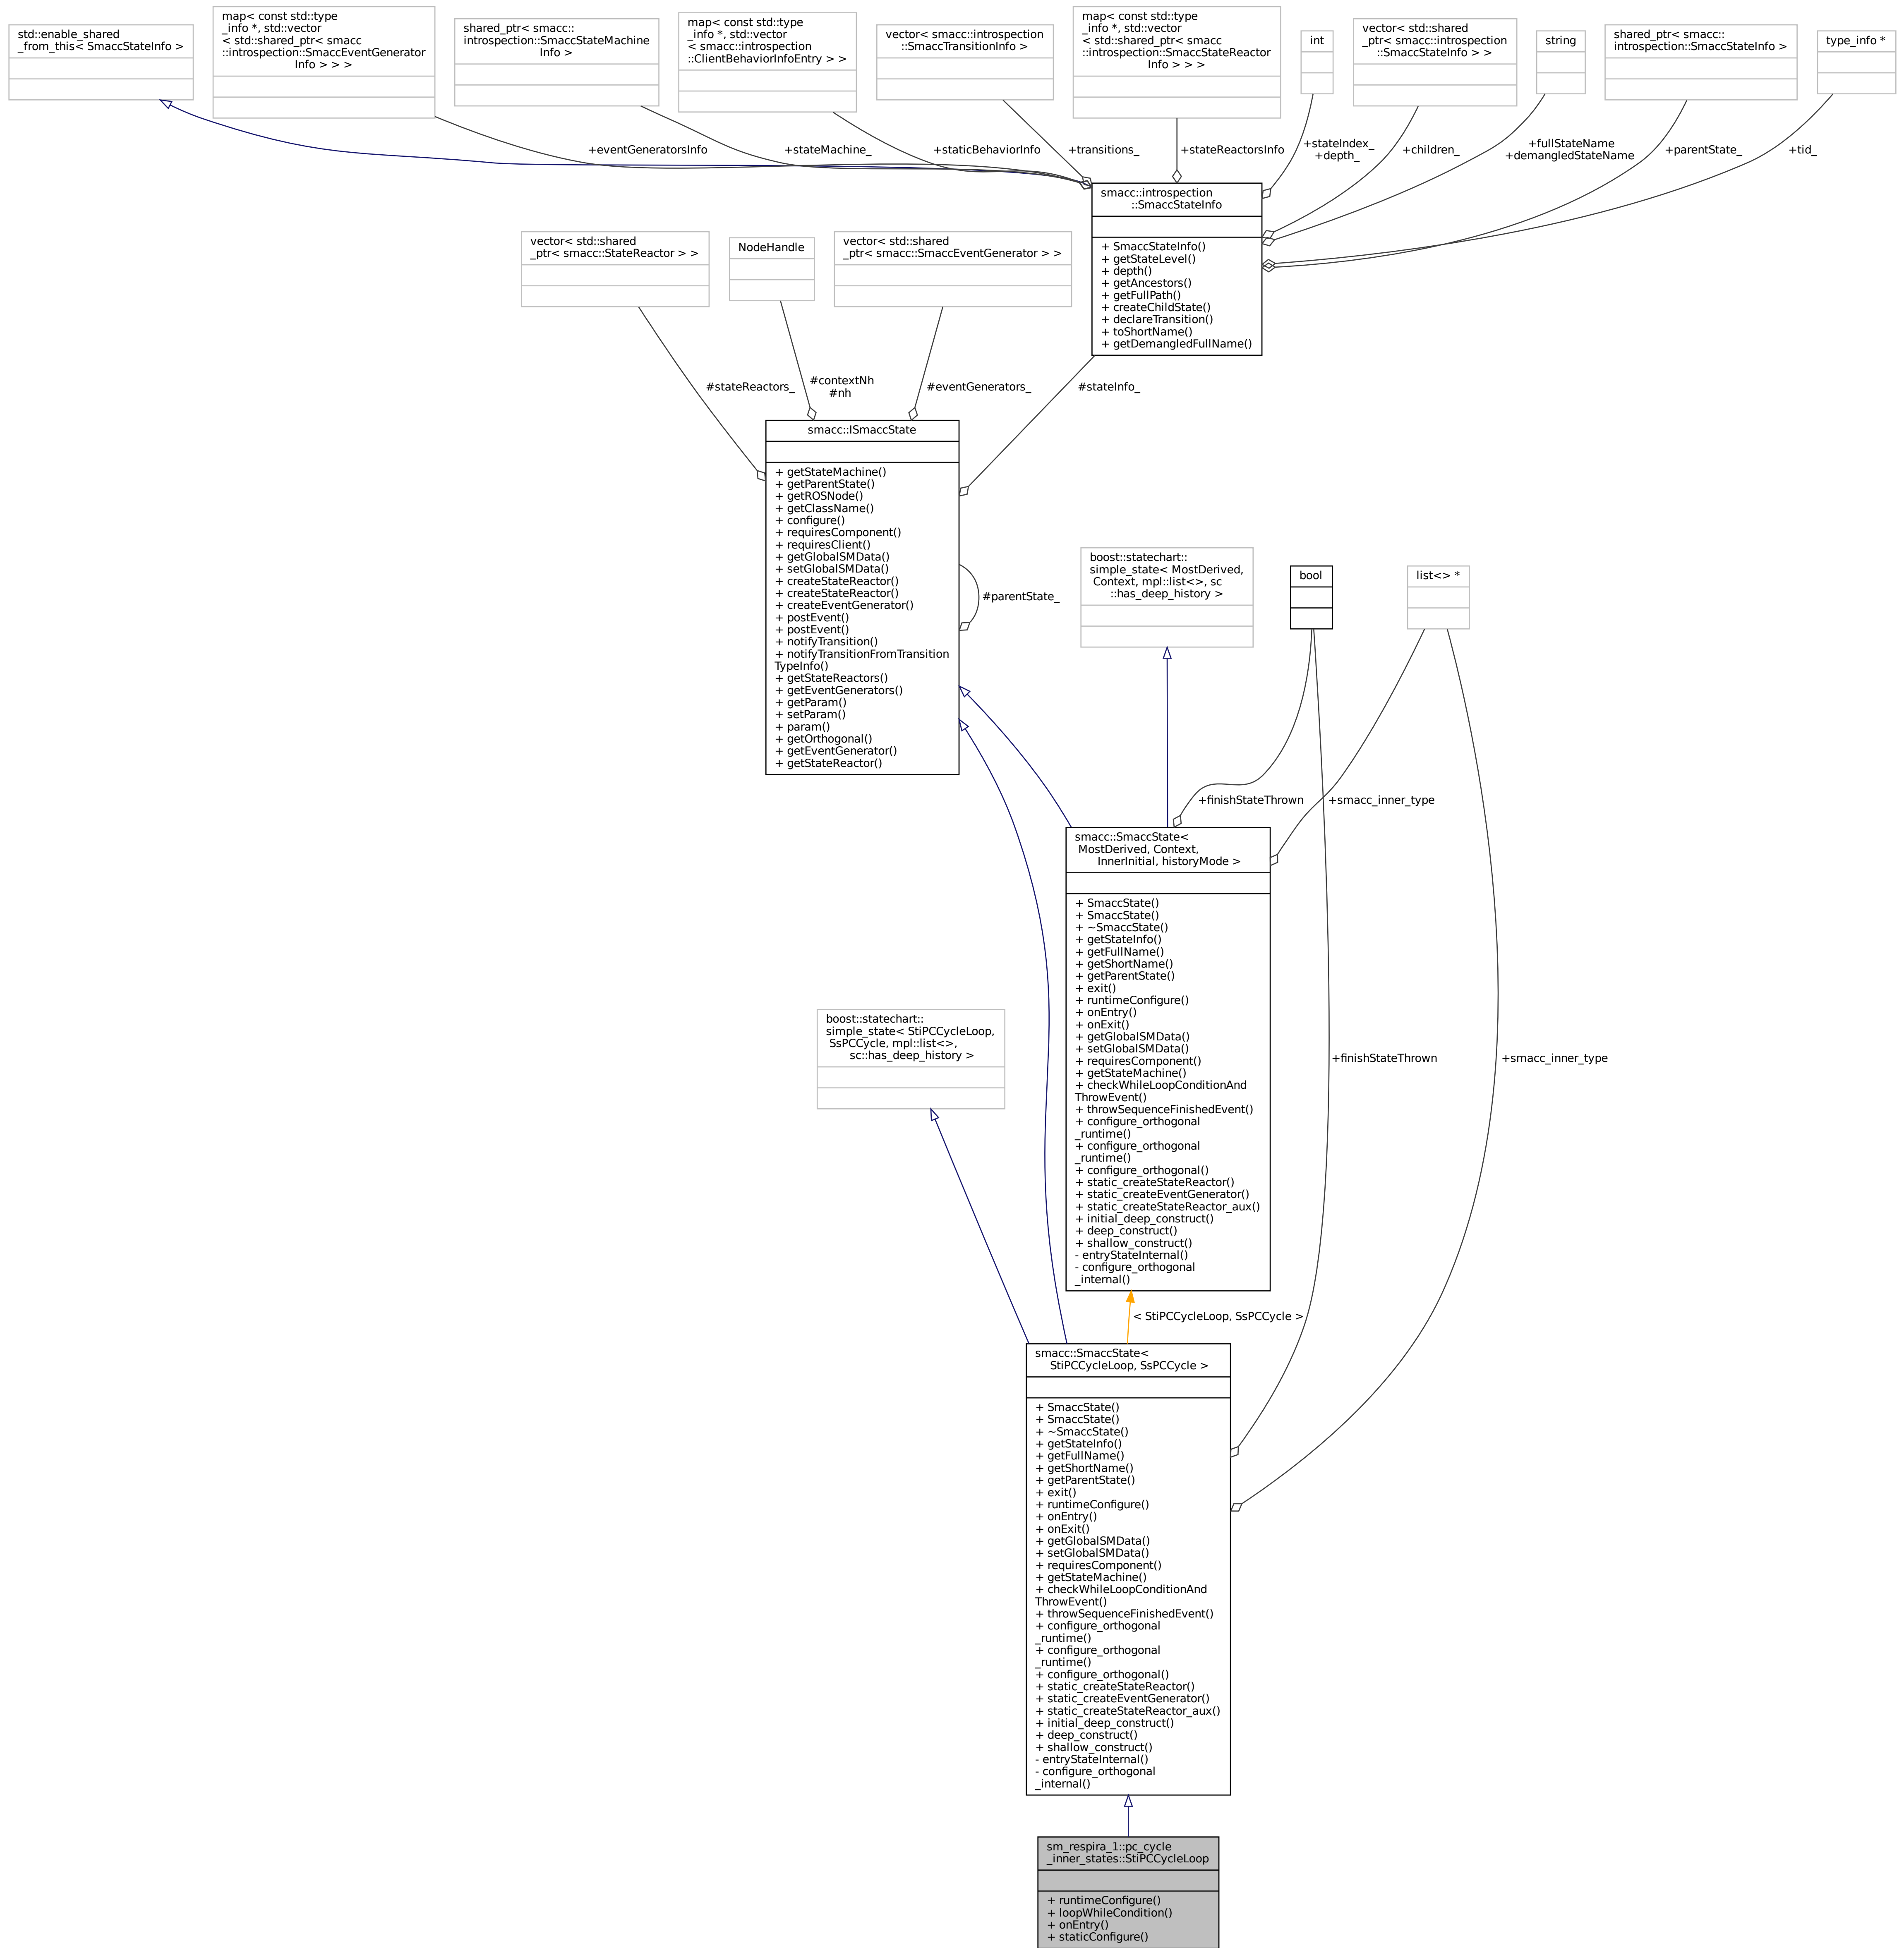 std::enable_shared
_from_this< SmaccStateInfo >
map< const std::type
_info *, std::vector
< std::shared_ptr< smacc
::introspection::SmaccEventGenerator
Info > > >
shared_ptr< smacc::
introspection::SmaccStateMachine
Info >
map< const std::type
_info *, std::vector
< smacc::introspection
::ClientBehaviorInfoEntry > >
vector< smacc::introspection
::SmaccTransitionInfo >
map< const std::type
_info *, std::vector
< std::shared_ptr< smacc
::introspection::SmaccStateReactor
Info > > >
int
vector< std::shared
_ptr< smacc::introspection
::SmaccStateInfo > >
string
shared_ptr< smacc::
introspection::SmaccStateInfo >
type_info *
+eventGeneratorsInfo
+stateMachine_
+staticBehaviorInfo
+transitions_
+stateReactorsInfo
+stateIndex_
+depth_
+children_
+fullStateName
+demangledStateName
+parentState_
+tid_
smacc::introspection
::SmaccStateInfo
+ SmaccStateInfo()
+ getStateLevel()
+ depth()
+ getAncestors()
+ getFullPath()
+ createChildState()
+ declareTransition()
+ toShortName()
+ getDemangledFullName()
vector< std::shared
_ptr< smacc::StateReactor > >
NodeHandle
vector< std::shared
_ptr< smacc::SmaccEventGenerator > >
#stateReactors_
#contextNh
#nh
#eventGenerators_
#stateInfo_
smacc::ISmaccState
+ getStateMachine()
+ getParentState()
+ getROSNode()
+ getClassName()
+ configure()
+ requiresComponent()
+ requiresClient()
+ getGlobalSMData()
+ setGlobalSMData()
+ createStateReactor()
+ createStateReactor()
+ createEventGenerator()
+ postEvent()
+ postEvent()
+ notifyTransition()
+ notifyTransitionFromTransition
TypeInfo()
+ getStateReactors()
+ getEventGenerators()
+ getParam()
+ setParam()
+ param()
+ getOrthogonal()
+ getEventGenerator()
+ getStateReactor()
#parentState_
boost::statechart::
simple_state< MostDerived,
Context, mpl::list<>, sc
::has_deep_history >
bool
list<> *
+finishStateThrown
+smacc_inner_type
smacc::SmaccState<
MostDerived, Context,
InnerInitial, historyMode >
+ SmaccState()
+ SmaccState()
+ ~SmaccState()
+ getStateInfo()
+ getFullName()
+ getShortName()
+ getParentState()
+ exit()
+ runtimeConfigure()
+ onEntry()
+ onExit()
+ getGlobalSMData()
+ setGlobalSMData()
+ requiresComponent()
+ getStateMachine()
+ checkWhileLoopConditionAnd
ThrowEvent()
+ throwSequenceFinishedEvent()
+ configure_orthogonal
_runtime()
+ configure_orthogonal
_runtime()
+ configure_orthogonal()
+ static_createStateReactor()
+ static_createEventGenerator()
+ static_createStateReactor_aux()
+ initial_deep_construct()
+ deep_construct()
+ shallow_construct()
- entryStateInternal()
- configure_orthogonal
_internal()
boost::statechart::
simple_state< StiPCCycleLoop,
SsPCCycle, mpl::list<>,
sc::has_deep_history >
+finishStateThrown
+smacc_inner_type
< StiPCCycleLoop, SsPCCycle >
smacc::SmaccState<
StiPCCycleLoop, SsPCCycle >
+ SmaccState()
+ SmaccState()
+ ~SmaccState()
+ getStateInfo()
+ getFullName()
+ getShortName()
+ getParentState()
+ exit()
+ runtimeConfigure()
+ onEntry()
+ onExit()
+ getGlobalSMData()
+ setGlobalSMData()
+ requiresComponent()
+ getStateMachine()
+ checkWhileLoopConditionAnd
ThrowEvent()
+ throwSequenceFinishedEvent()
+ configure_orthogonal
_runtime()
+ configure_orthogonal
_runtime()
+ configure_orthogonal()
+ static_createStateReactor()
+ static_createEventGenerator()
+ static_createStateReactor_aux()
+ initial_deep_construct()
+ deep_construct()
+ shallow_construct()
- entryStateInternal()
- configure_orthogonal
_internal()
sm_respira_1::pc_cycle
_inner_states::StiPCCycleLoop
+ runtimeConfigure()
+ loopWhileCondition()
+ onEntry()
+ staticConfigure()